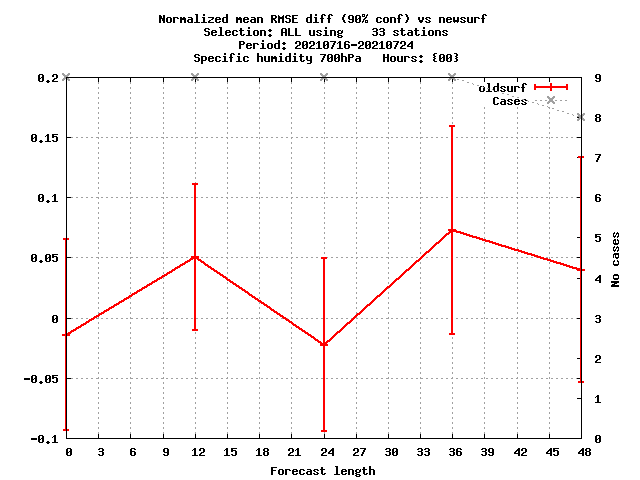 Normalized mean RMSE diff (90% conf) vs newsurf
Selection: ALL using    33 stations
Period: 20210716-20210724
Specific humidity 700hPa   Hours: {00}
0.2
0.15
0.1
0.05
0
-0.05
-0.1
9
8
7
6
5
4
3
2
1
0
oldsurf
Cases
No cases
0 3 6 9 12 15 18 21 24 27 30 33 36 39 42 45 48
Forecast length